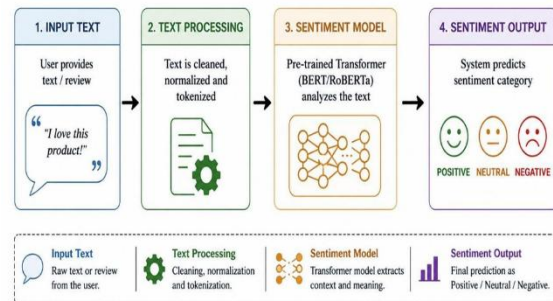 1. INPUT TEXT
User provides
text / review
“
"I love this
product!"
”
2. TEXT PROCESSING
Text is cleaned,
normalized and
tokenized
3. SENTIMENT MODEL
Pre-trained Transformer
(BERT/RoBERTa)
analyzes the text
4. SENTIMENT OUTPUT
System predicts
sentiment category
POSITIVE NEUTRAL NEGATIVE
Input Text
Raw text or review
from the user.
Text Processing
Cleaning, normalization
and tokenization.
Sentiment Model
Transformer model extracts
context and meaning.
Sentiment Output
Final prediction as
Positive / Neutral / Negative.